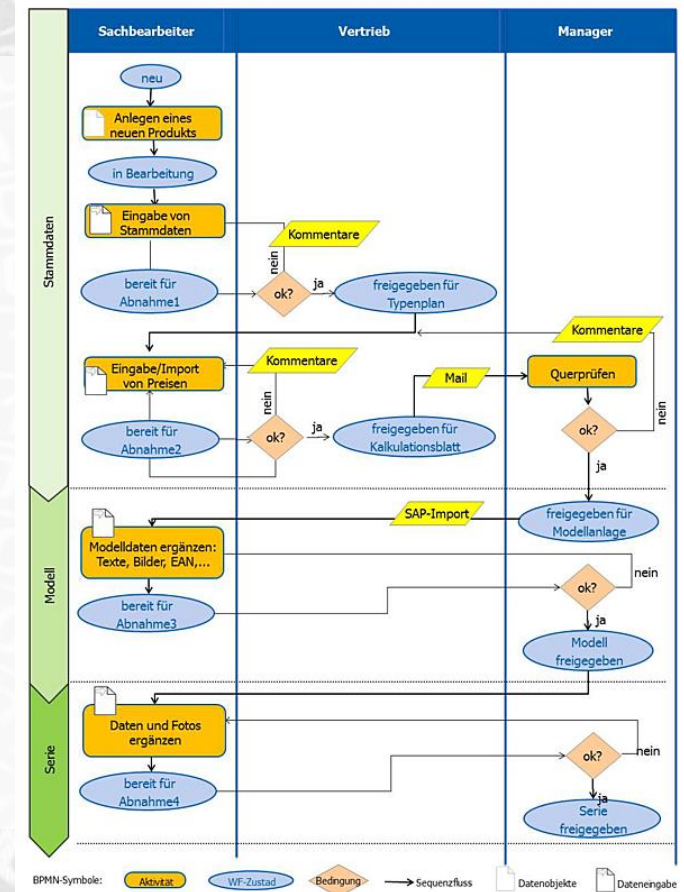 Sachbearbeiter
Vertrieb
Manager
Stammdaten
neu
Anlegen eines
neuen Produkts
in Bearbeitung
Eingabe von
Stammdaten
Kommentare
nein
bereit für
Abnahme1
ok?
ja
freigegeben für
Typenplan
Kommentare
Eingabe/Import
von Preisen
Kommentare
Mail
Querprüfen
nein
nein
bereit für
Abnahme2
ok?
ja
freigegeben für
Kalkulationsblatt
ok?
ja
Modell
SAP-Import
freigegeben für
Modellanlage
Modelldaten ergänzen:
Texte, Bilder, EAN,...
nein
bereit für
Abnahme3
ok?
ja
Modell
freigegeben
Serie
Daten und Fotos
ergänzen
ok?
nein
bereit für
Abnahme4
ja
Serie
freigegeben
BPMN-Symbole:
Aktivität
WF-Zustad
Bedingung
Sequenzfluss
Datenobjekte
Dateneingabe